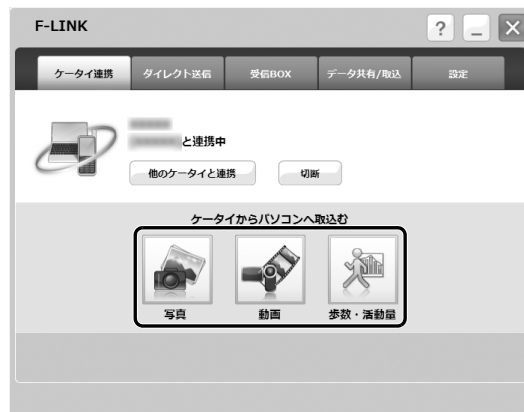 F-LINK
? _ X
ケータイ連携 ダイレクト送信 受信BOX データ共有/取込 設定
と連携中
他のケータイと連携 切断
ケータイからパソコンへ取込む
写真 動画 歩数・活動量